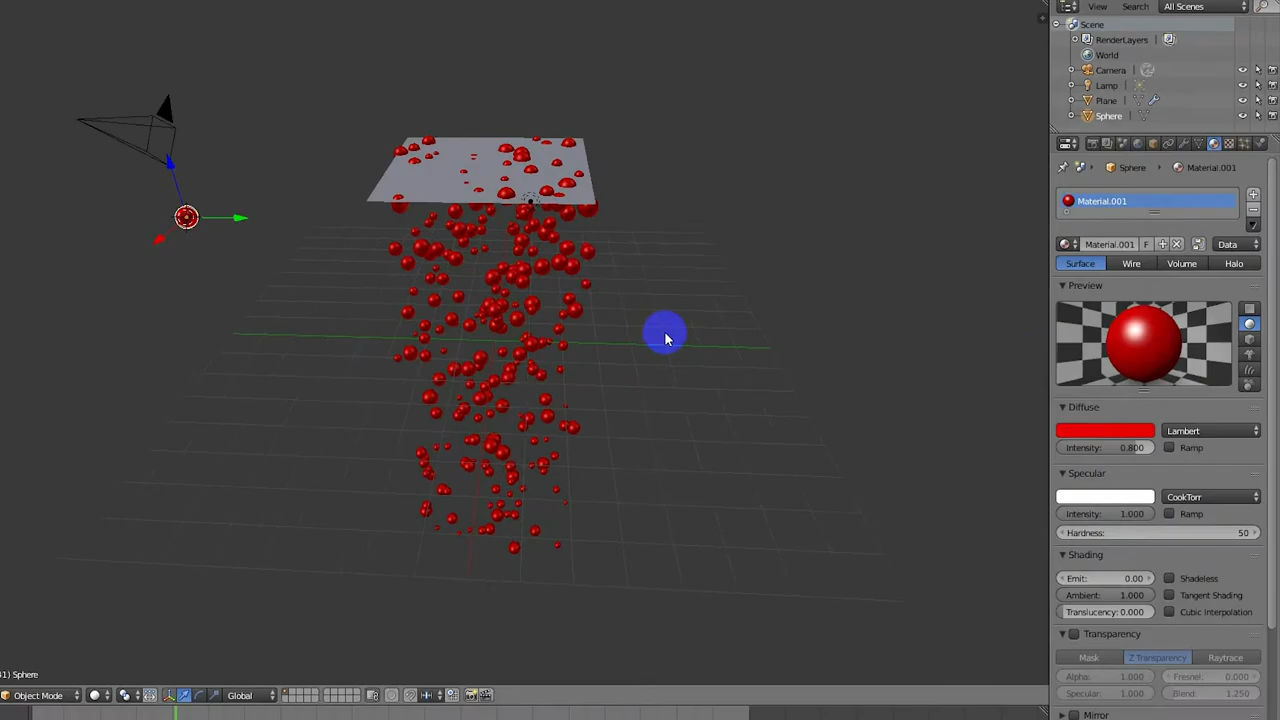 View Search All Scenes
Scene
RenderLayers
World
Camera
Lamp
Plane
Sphere
Sphere Material.001
Material.001
Material.001 F Data
Surface Wire Volume Halo
Preview
Diffuse
Lambert
Intensity: 0.800 Ramp
Specular
CookTorr
Intensity: 1.000 Ramp
Hardness: 50
Shading
Emit: 0.00 Shadeless
Ambient: 1.000 Tangent Shading
Translucency: 0.000 Cubic Interpolation
Transparency
Mask Z Transparency Raytrace
Alpha: 1.000 Fresnel: 0.000
Specular: 1.000 Blend: 1.250
Mirror
1) Sphere
Object Mode Global